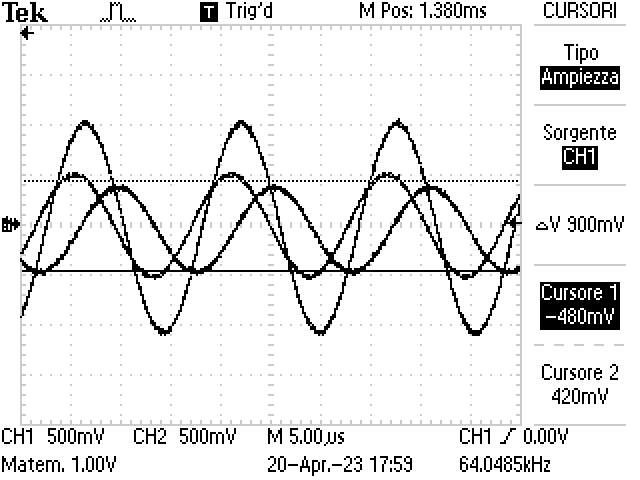 Tek T Trig'd M Pos: 1.380ms CURSORI
Tipo
Ampiezza
Sorgente
CH1
△V 900mV
Cursore 1
-480mV
Cursore 2
420mV
CH1 500mV CH2 500mV M 5.00µs CH1 0.00V
Matem. 1.00V 20-Apr.-23 17:59 64.0485kHz